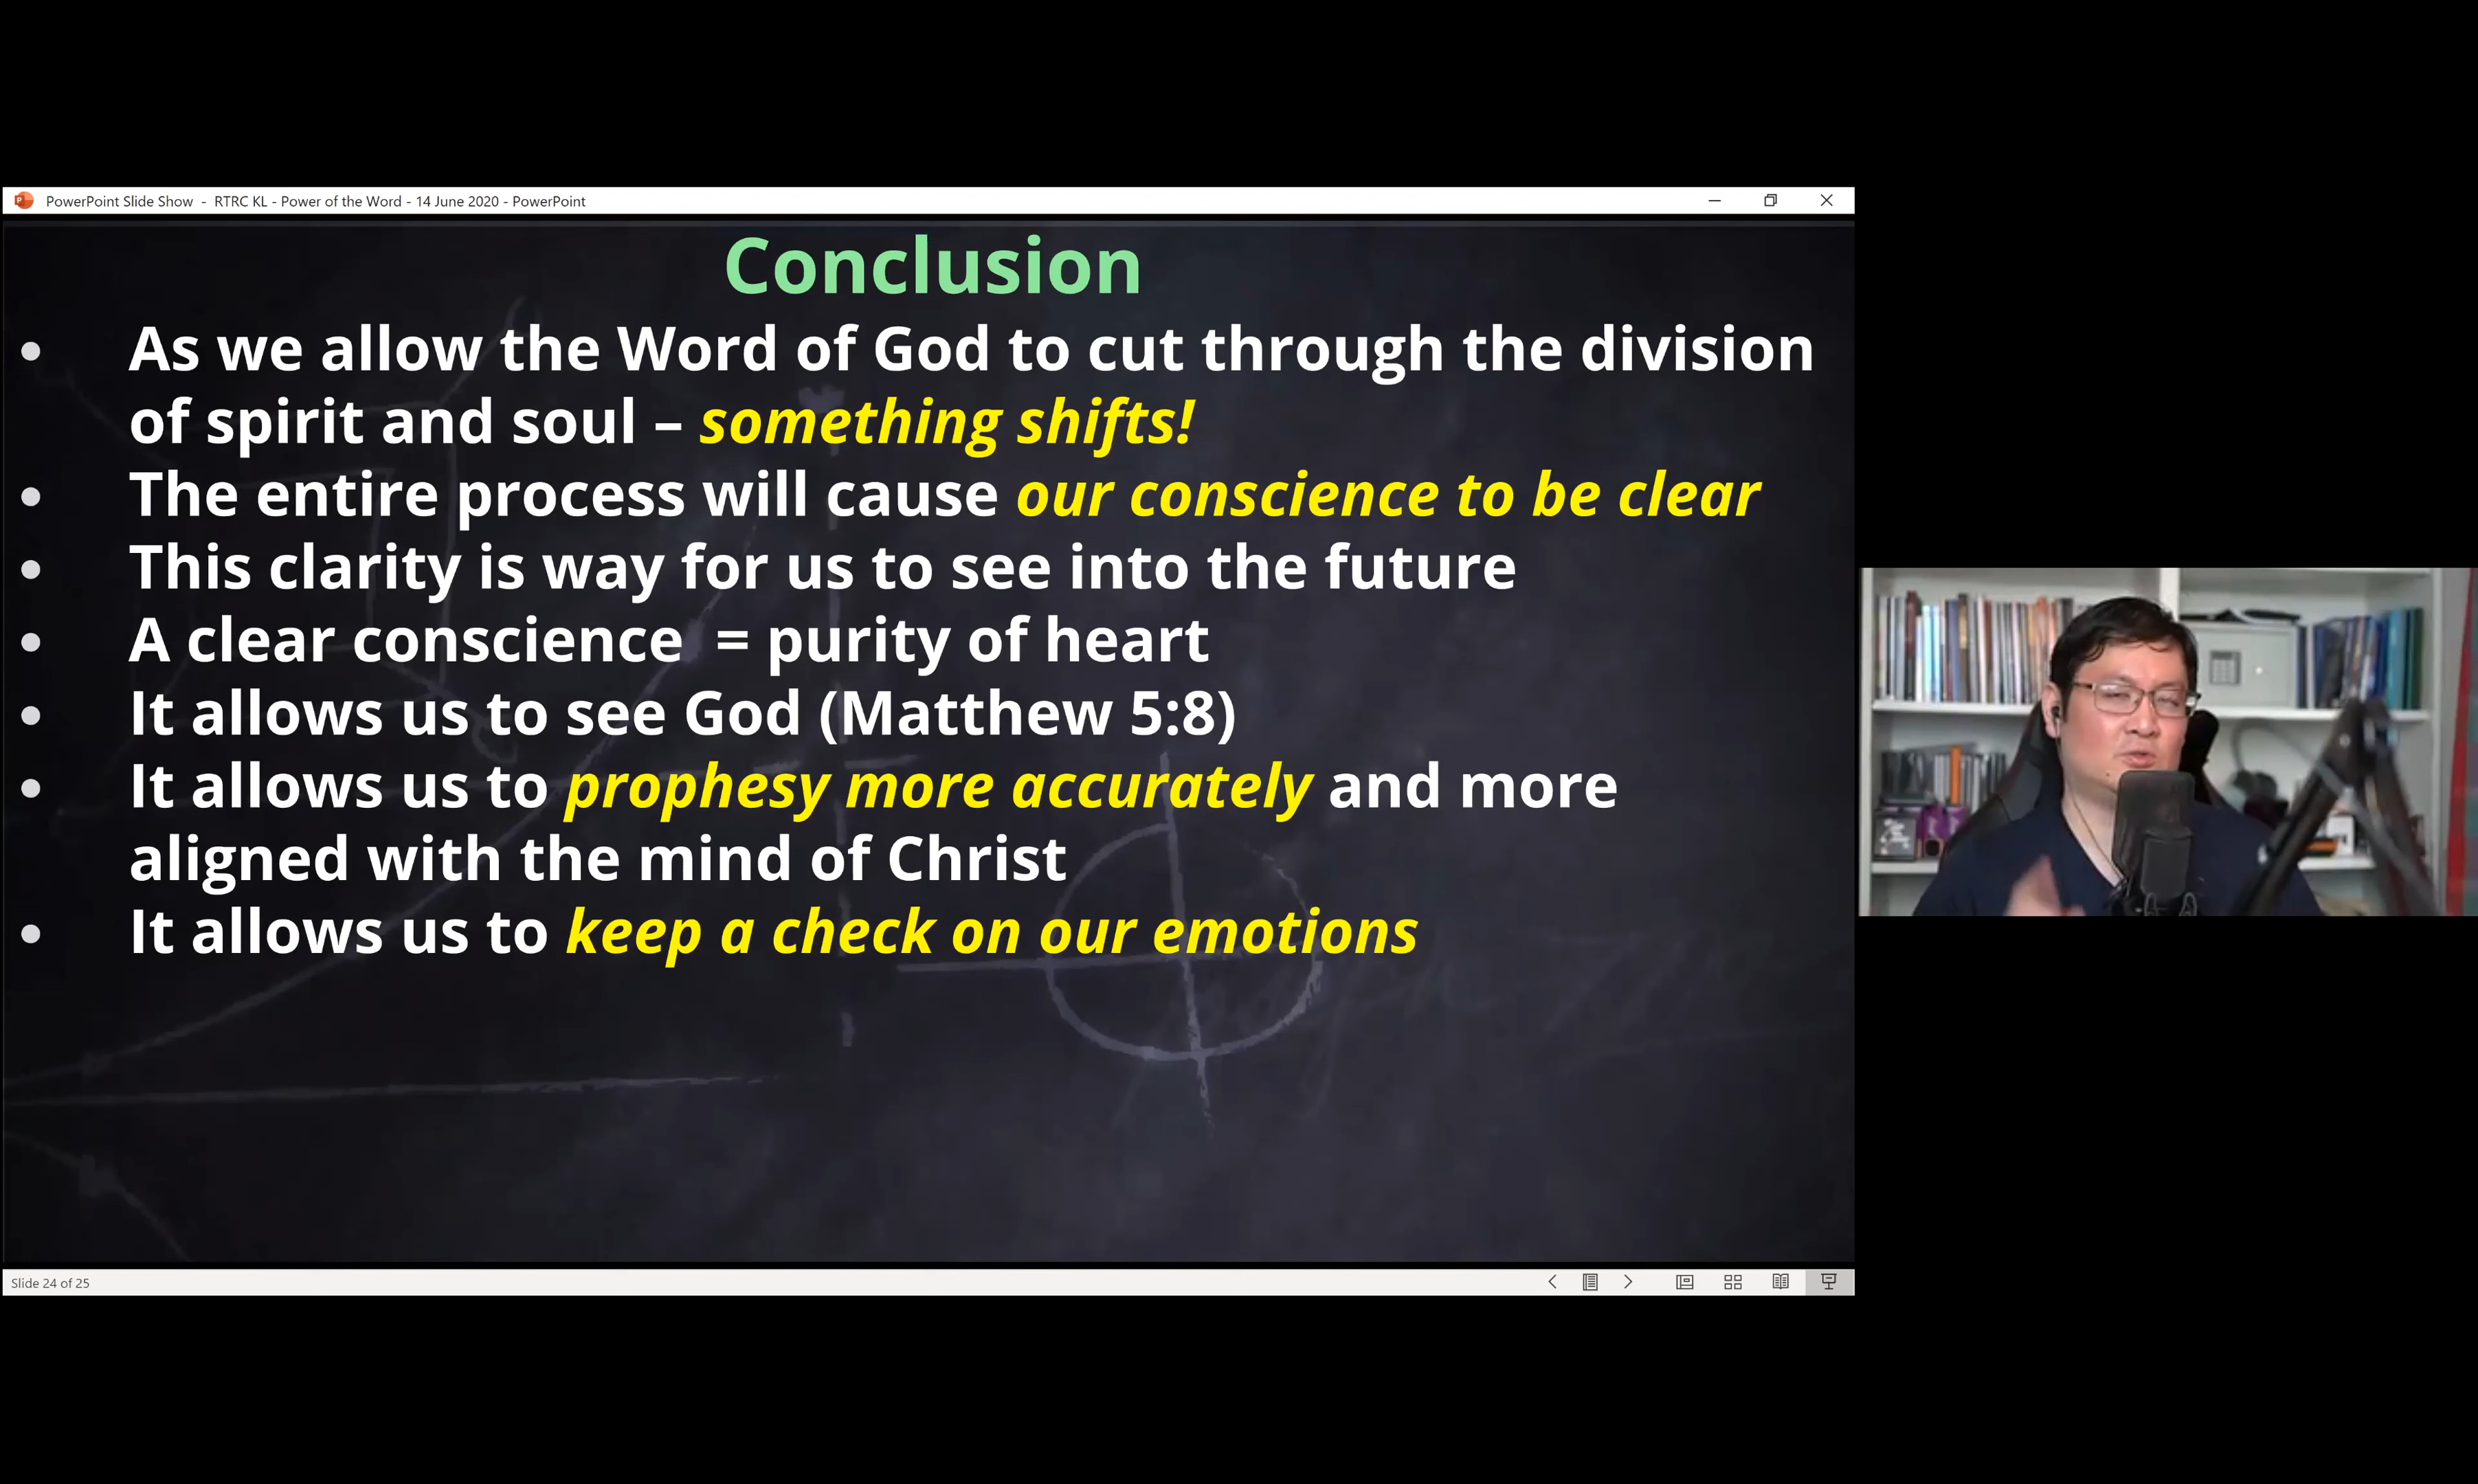 PowerPoint Slide Show - RTRC KL - Power of the Word - 14 June 2020 - PowerPoint
Conclusion
• As we allow the Word of God to cut through the division
of spirit and soul – something shifts!
• The entire process will cause our conscience to be clear
• This clarity is way for us to see into the future
• A clear conscience = purity of heart
• It allows us to see God (Matthew 5:8)
• It allows us to prophesy more accurately and more
aligned with the mind of Christ
• It allows us to keep a check on our emotions
Slide 24 of 25